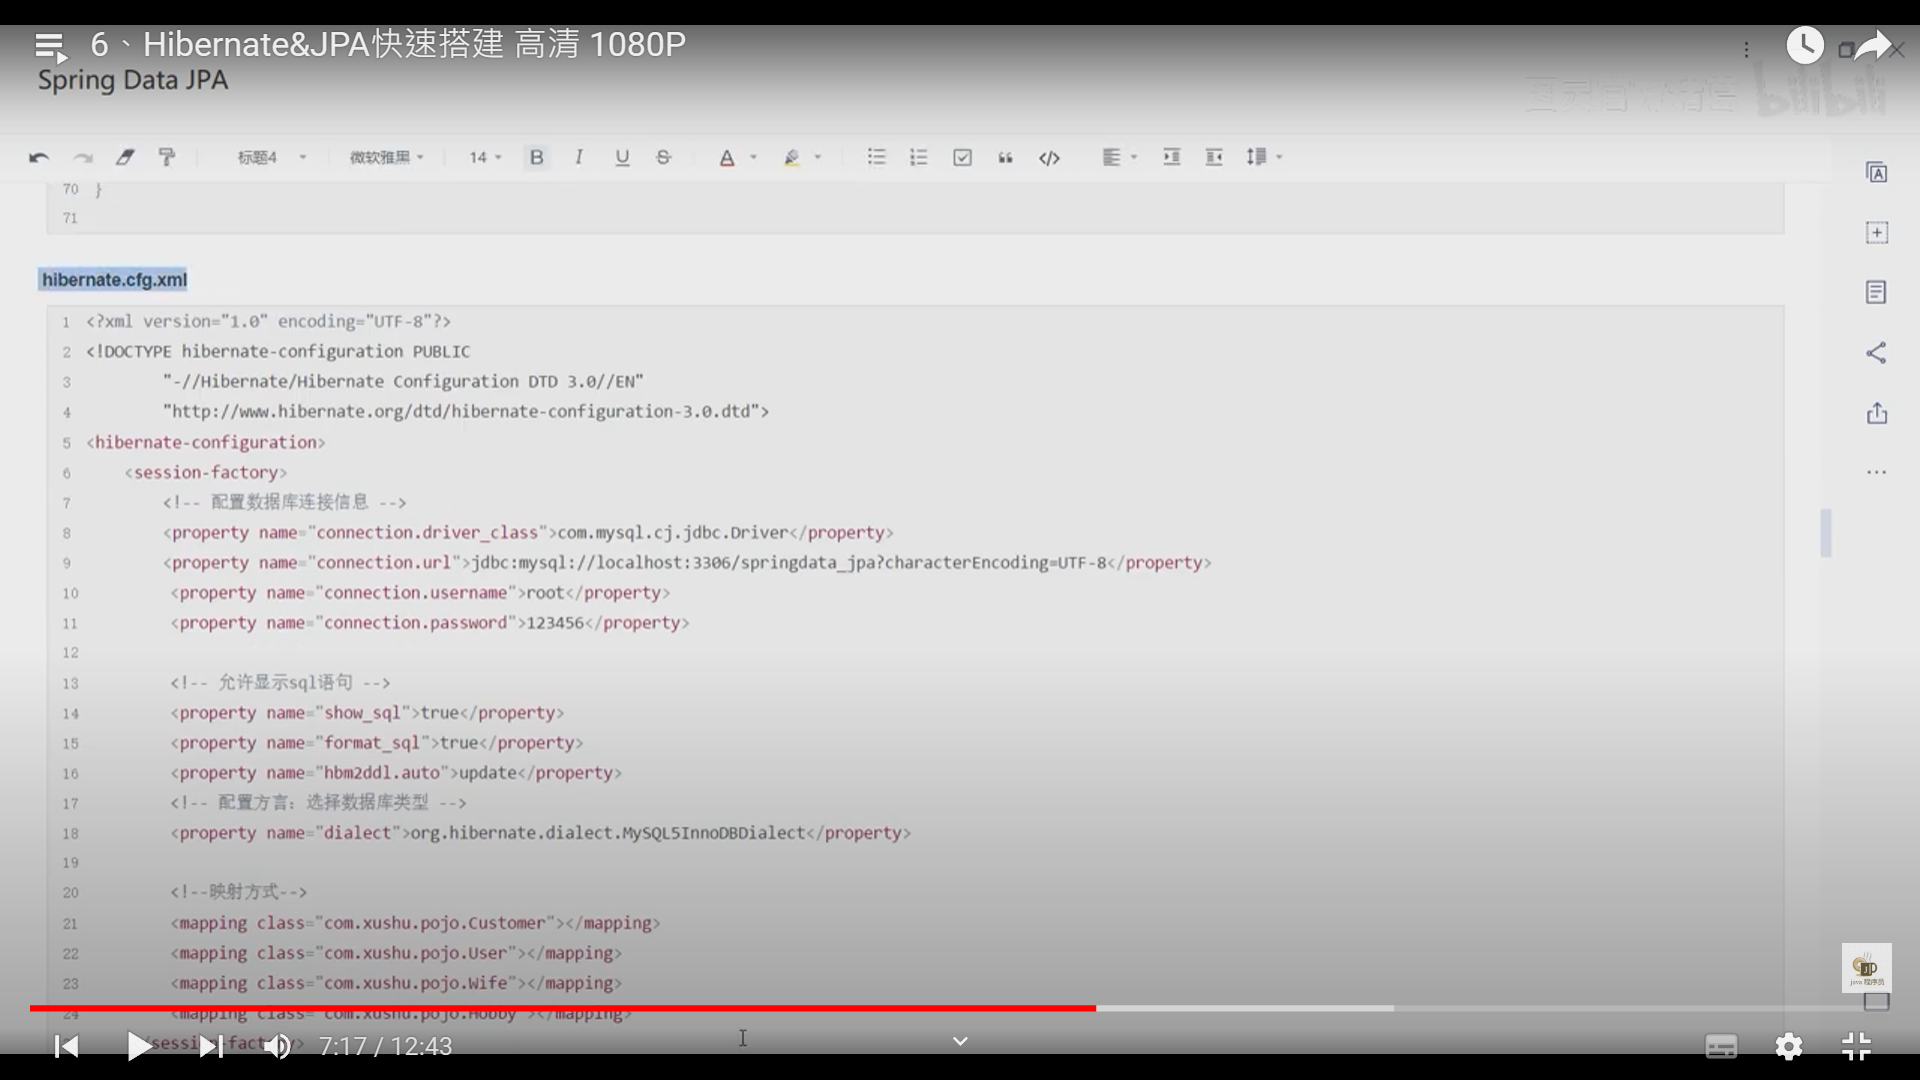 6、Hibernate&JPA快速搭建 高清 1080P
Spring Data JPA
bilibili
标题4 微软雅黑 14 B I U S A
70 }
71
hibernate.cfg.xml
1 <?xml version="1.0" encoding="UTF-8"?>
2 <!DOCTYPE hibernate-configuration PUBLIC
3 "-//Hibernate/Hibernate Configuration DTD 3.0//EN"
4 "http://www.hibernate.org/dtd/hibernate-configuration-3.0.dtd">
5 <hibernate-configuration>
6 <session-factory>
7 <!-- 配置数据库连接信息 -->
8 <property name="connection.driver_class">com.mysql.cj.jdbc.Driver</property>
9 <property name="connection.url">jdbc:mysql://localhost:3306/springdata_jpa?characterEncoding=UTF-8</property>
10 <property name="connection.username">root</property>
11 <property name="connection.password">123456</property>
12
13 <!-- 允许显示sql语句 -->
14 <property name="show_sql">true</property>
15 <property name="format_sql">true</property>
16 <property name="hbm2ddl.auto">update</property>
17 <!-- 配置方言：选择数据库类型 -->
18 <property name="dialect">org.hibernate.dialect.MySQL5InnoDBDialect</property>
19
20 <!--映射方式-->
21 <mapping class="com.xushu.pojo.Customer"></mapping>
22 <mapping class="com.xushu.pojo.User"></mapping>
23 <mapping class="com.xushu.pojo.Wife"></mapping>
24 <mapping class="com.xushu.pojo.Hobby"></mapping>
java 程序员
7:17 / 12:43